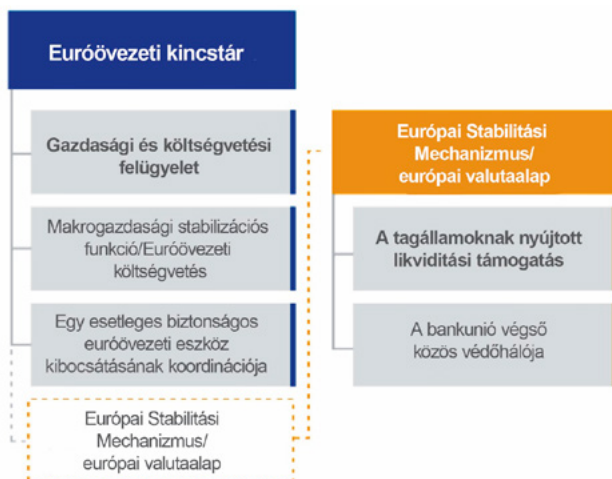 Euróövezeti kincstár
Gazdasági és költségvetési
felügyelet
Makrogazdasági stabilizációs
funkció/Euróövezeti
költségvetés
Egy esetleges biztonságos
euróövezeti eszköz
kibocsátásának koordinációja
Európai Stabilitási
Mechanizmus/
európai valutaalap
Európai Stabilitási
Mechanizmus/
európai valutaalap
A tagállamoknak nyújtott
likviditási támogatás
A bankunió végső
közös védőhálója